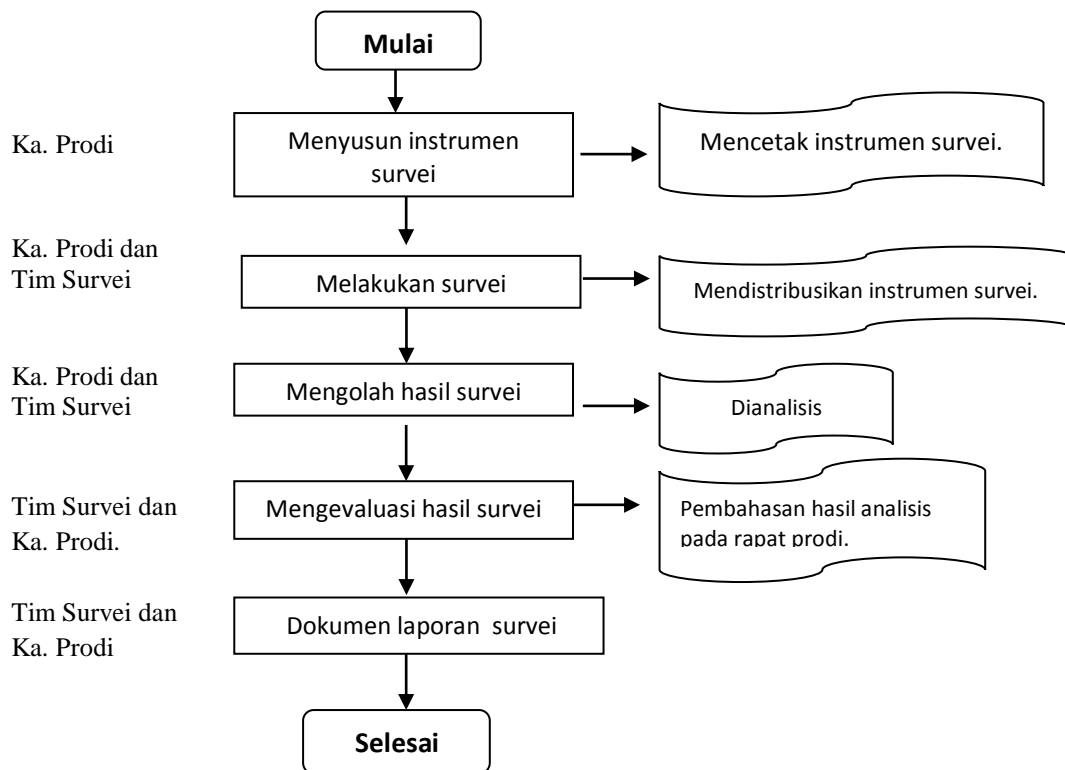 Mulai
Ka. Prodi
Menyusun instrumen
survei
Mencetak instrumen survei.
Ka. Prodi dan
Tim Survei
Melakukan survei
Mendistribusikan instrumen survei.
Ka. Prodi dan
Tim Survei
Mengolah hasil survei
Dianalisis
Tim Survei dan
Ka. Prodi.
Mengevaluasi hasil survei
Pembahasan hasil analisis
pada rapat prodi.
Tim Survei dan
Ka. Prodi
Dokumen laporan survei
Selesai